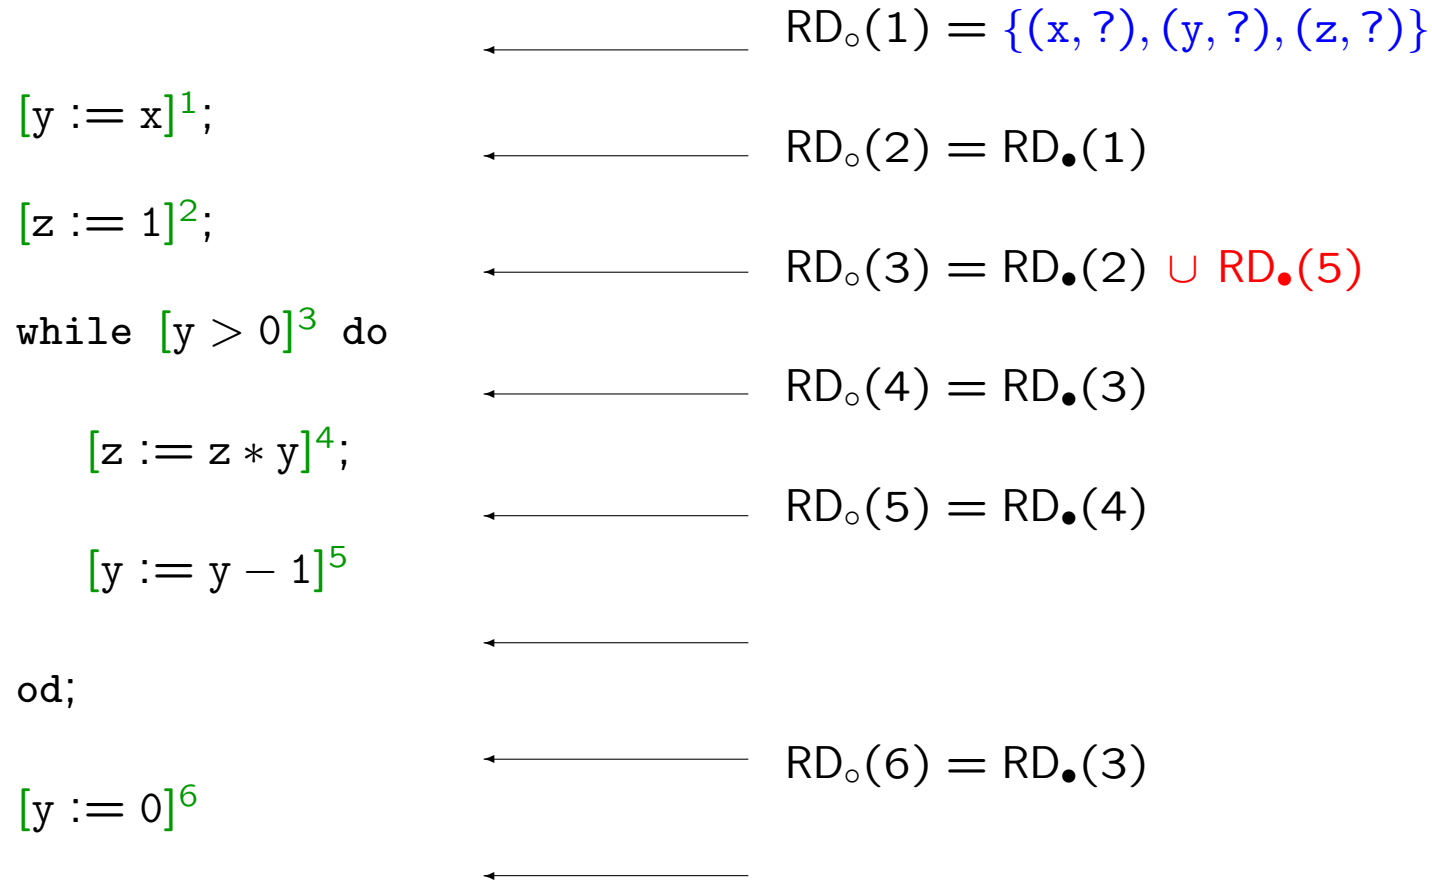 RD∘(1) = {(x, ?), (y, ?), (z, ?)}
[y := x]¹;
RD∘(2) = RD•(1)
[z := 1]²;
RD∘(3) = RD•(2) ∪ RD•(5)
while [y > 0]³ do
RD∘(4) = RD•(3)
[z := z * y]⁴;
RD∘(5) = RD•(4)
[y := y − 1]⁵
od;
RD∘(6) = RD•(3)
[y := 0]⁶